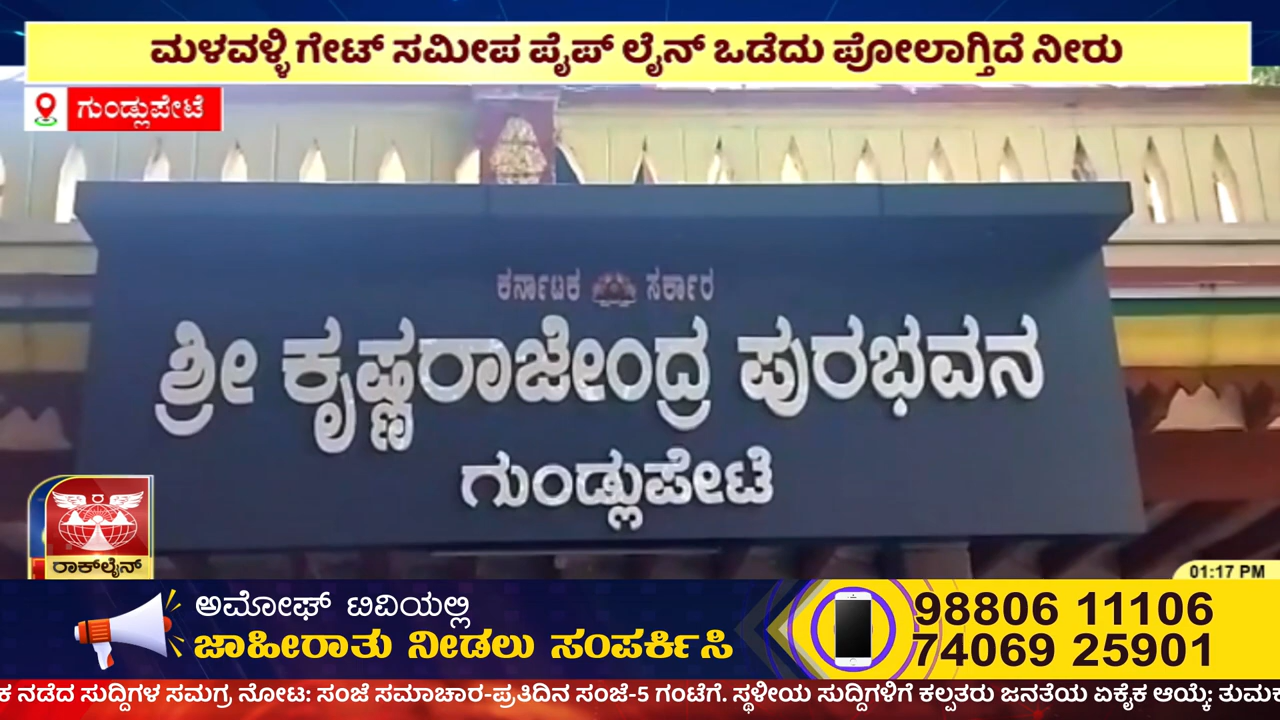 ಮಳವಳ್ಳಿ ಗೇಟ್ ಸಮೀಪ ಪೈಪ್ ಲೈನ್ ಒಡೆದು ಪೋಲಾಗ್ತಿದೆ ನೀರು
ಗುಂಡ್ಲುಪೇಟೆ
ಕರ್ನಾಟಕ ಸರ್ಕಾರ
ಶ್ರೀ ಕೃಷ್ಣರಾಜೇಂದ್ರ ಪುರಭವನ
ಗುಂಡ್ಲುಪೇಟೆ
ರಾಕ್‌ಲೈನ್
01:17 PM
ಅಮೋಘ್ ಟಿವಿಯಲ್ಲಿ
ಜಾಹೀರಾತು ನೀಡಲು ಸಂಪರ್ಕಿಸಿ
98806 11106
74069 25901
ಕ ನಡೆದ ಸುದ್ದಿಗಳ ಸಮಗ್ರ ನೋಟ: ಸಂಜೆ ಸಮಾಚಾರ-ಪ್ರತಿದಿನ ಸಂಜೆ-5 ಗಂಟೆಗೆ. ಸ್ಥಳೀಯ ಸುದ್ದಿಗಳಿಗೆ ಕಲ್ಪತರು ಜನತೆಯ ಏಕೈಕ ಆಯ್ಕೆ: ತುಮಕ